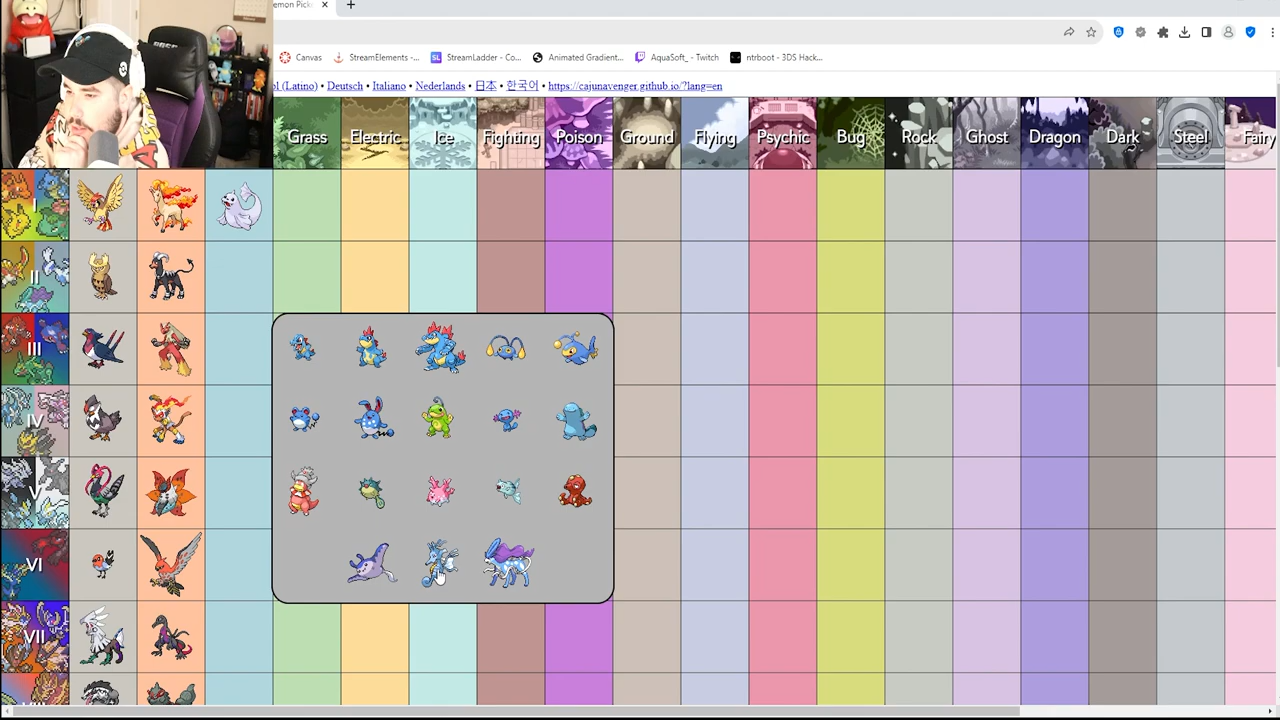 emon Pick
Canvas
StreamElements -...
SL StreamLadder - Co...
Animated Gradient...
AquaSoft_ - Twitch
ntrboot - 3DS Hack...
ol (Latino) • Deutsch • Italiano • Nederlands • 日本 • 한국어 • https://cajunavenger.github.io/?lang=en
Grass Electric Ice Fighting Poison Ground Flying Psychic Bug Rock Ghost Dragon Dark Steel Fairy
I
II
III
IV
V
VI
VII